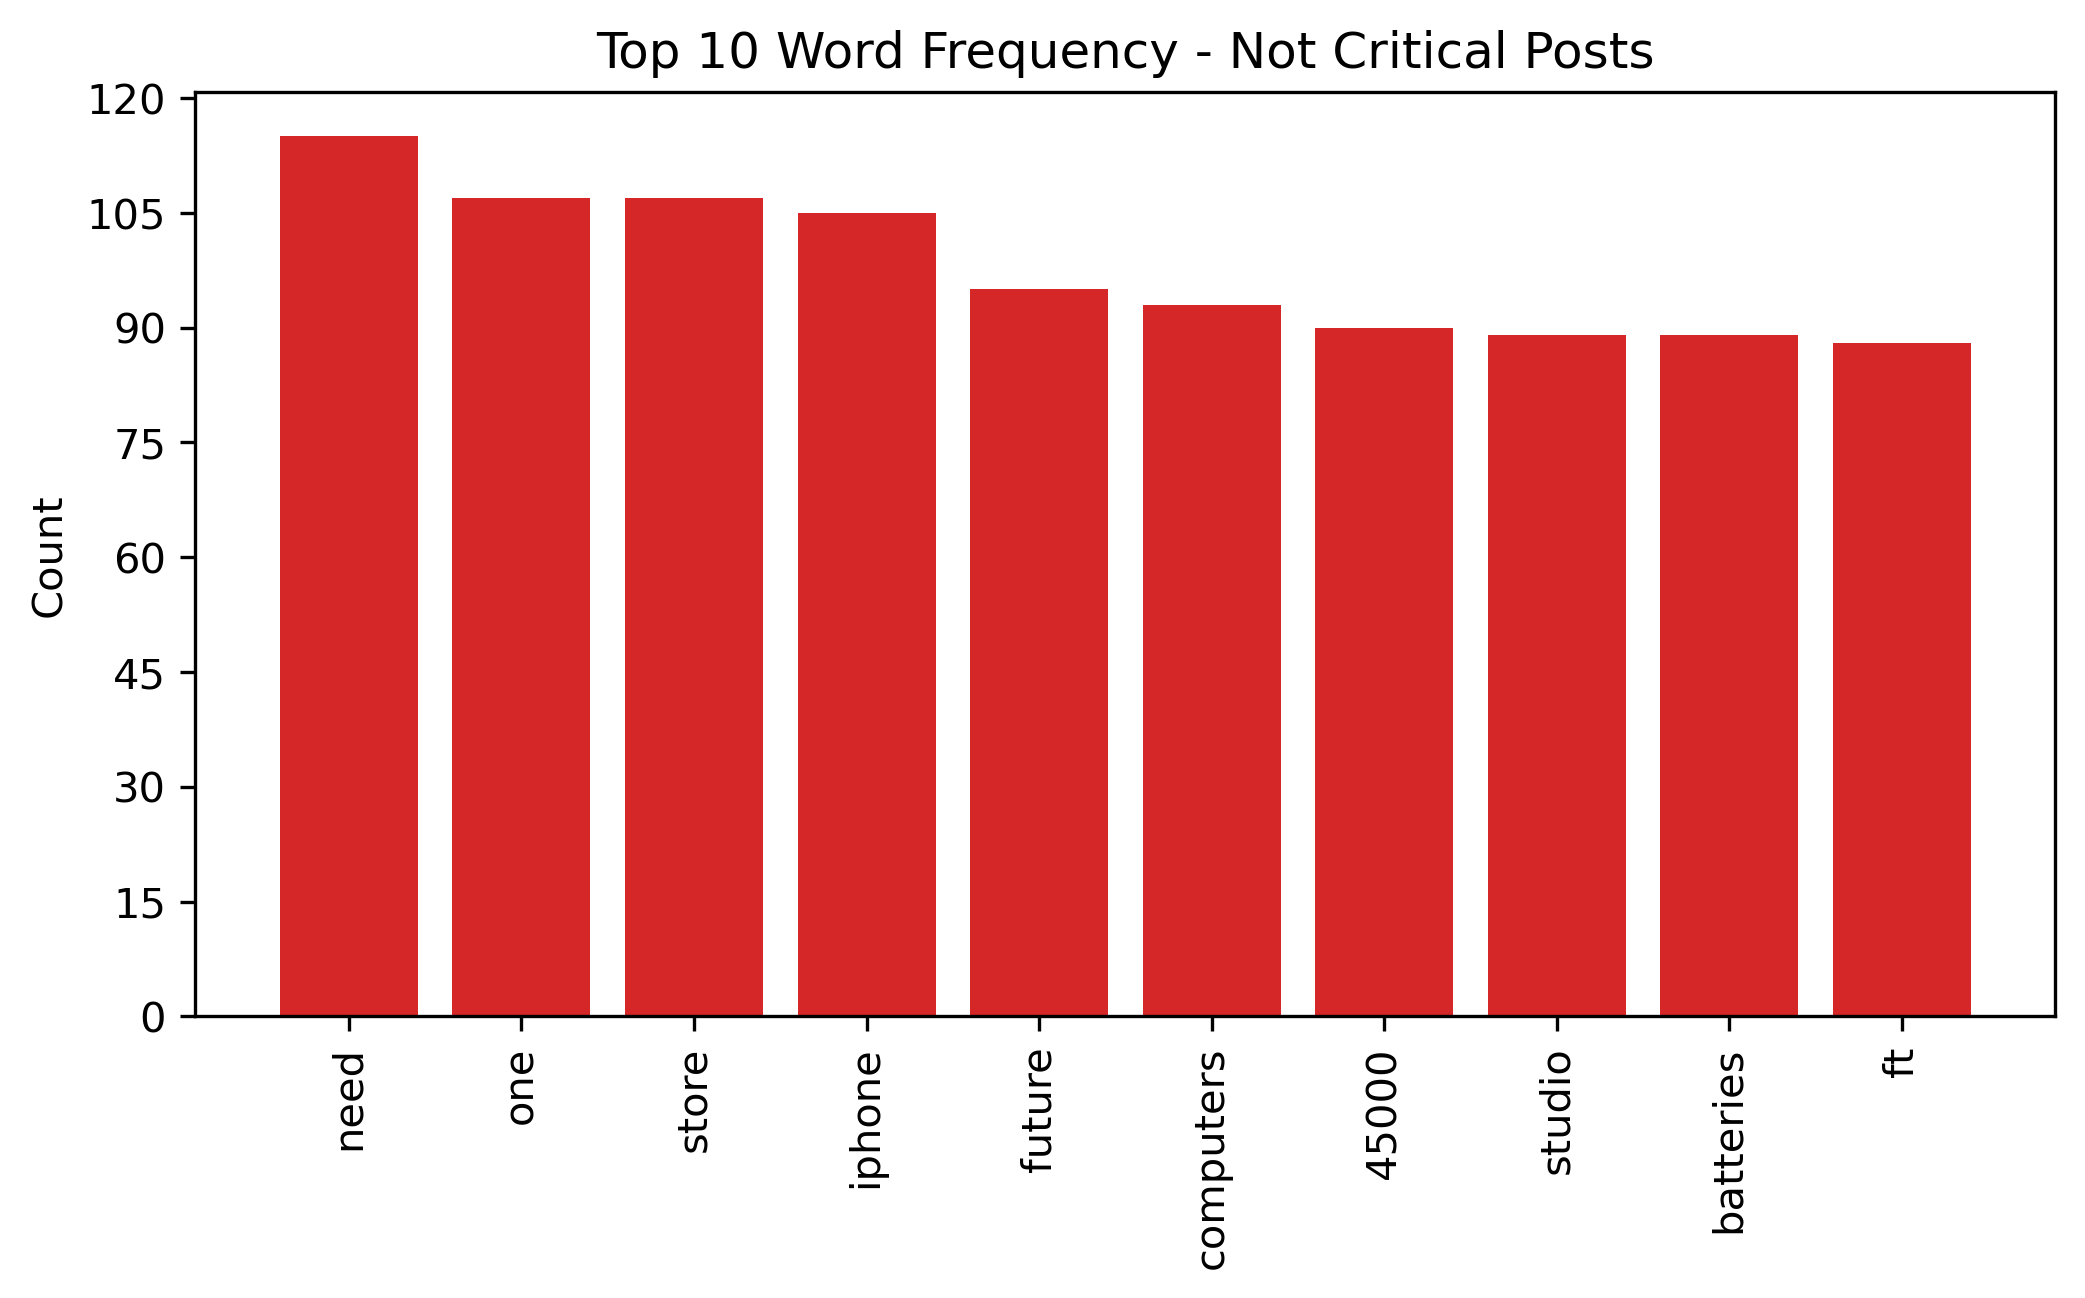 Top 10 Word Frequency - Not Critical Posts
Count
120
105
90
75
60
45
30
15
0
need
one
store
iphone
future
computers
45000
studio
batteries
ft